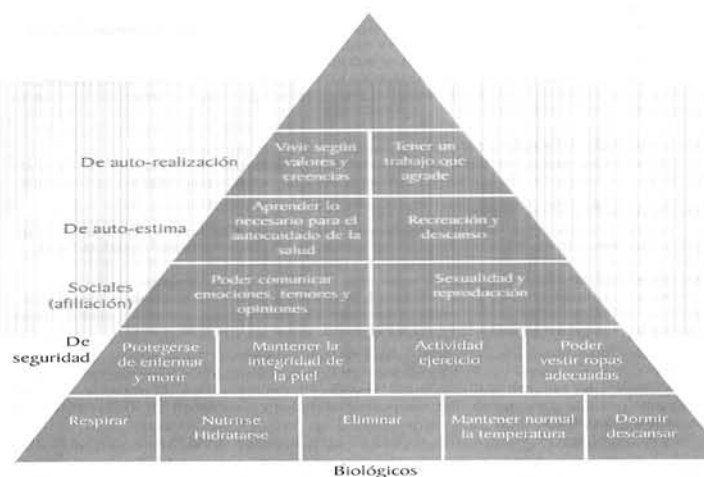 De auto-realización
Vivir según
valores y
creencias
Tener un
trabajo que
agrade
De auto-estima
Aprender lo
necesario para el
autocuidado de la
salud
Recreación y
descanso
Sociales
(afiliación)
Poder comunicar
emociones, temores y
opiniones
Sexualidad y
reproducción
De
seguridad
Protegerse
de enfermar
y morir
Mantener la
integridad de
la piel
Actividad
ejercicio
Poder
vestir ropas
adecuadas
Respirar
Nutrirse
Hidratarse
Eliminar
Mantener normal
la temperatura
Dormir
descansar
Biológicos